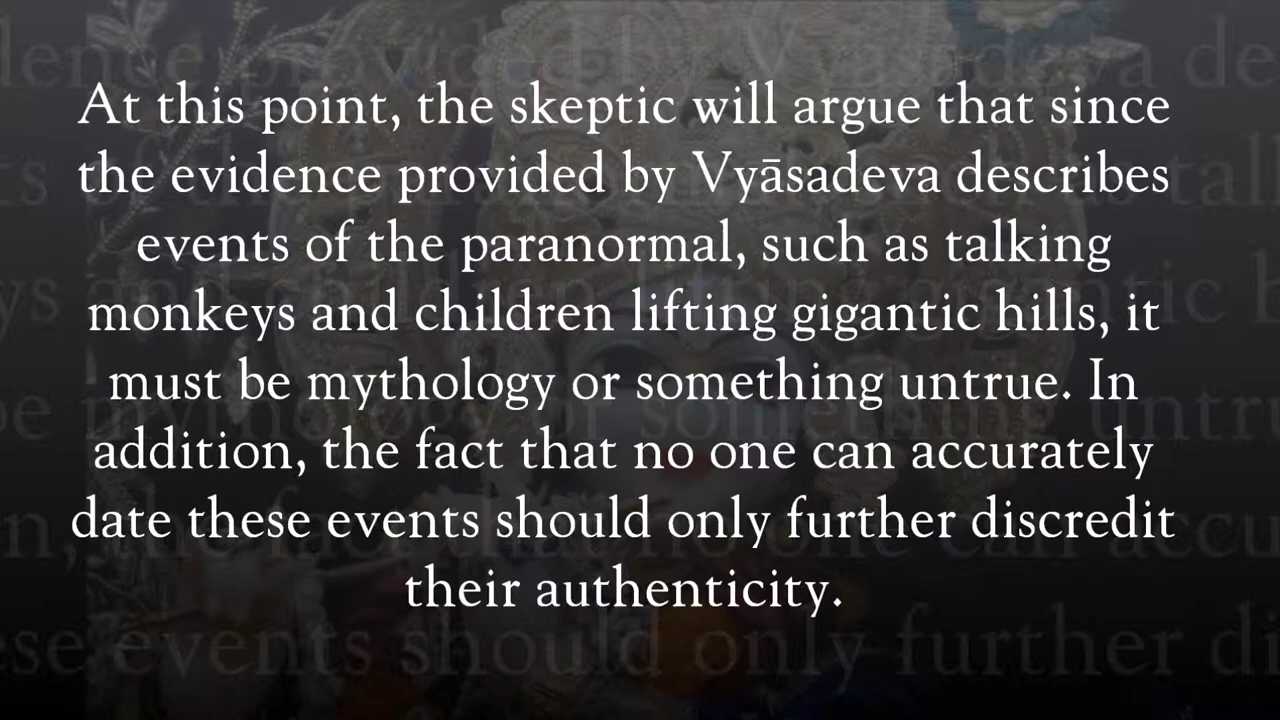 At this point, the skeptic will argue that since
the evidence provided by Vyāsadeva describes
events of the paranormal, such as talking
monkeys and children lifting gigantic hills, it
must be mythology or something untrue. In
addition, the fact that no one can accurately
date these events should only further discredit
their authenticity.